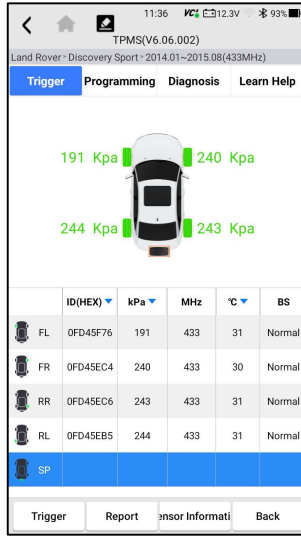 11:36 VCI 12.3V 93%
TPMS(V6.06.002)
Land Rover > Discovery Sport > 2014.01~2015.08(433MHz)
Trigger Programming Diagnosis Learn Help
191 Kpa 240 Kpa
244 Kpa 243 Kpa
ID(HEX) kPa MHz °C BS
FL 0FD45F76 191 433 31 Normal
FR 0FD45EC4 240 433 30 Normal
RR 0FD45EC6 243 433 31 Normal
RL 0FD45EB5 244 433 31 Normal
SP
Trigger Report ensor Informati Back